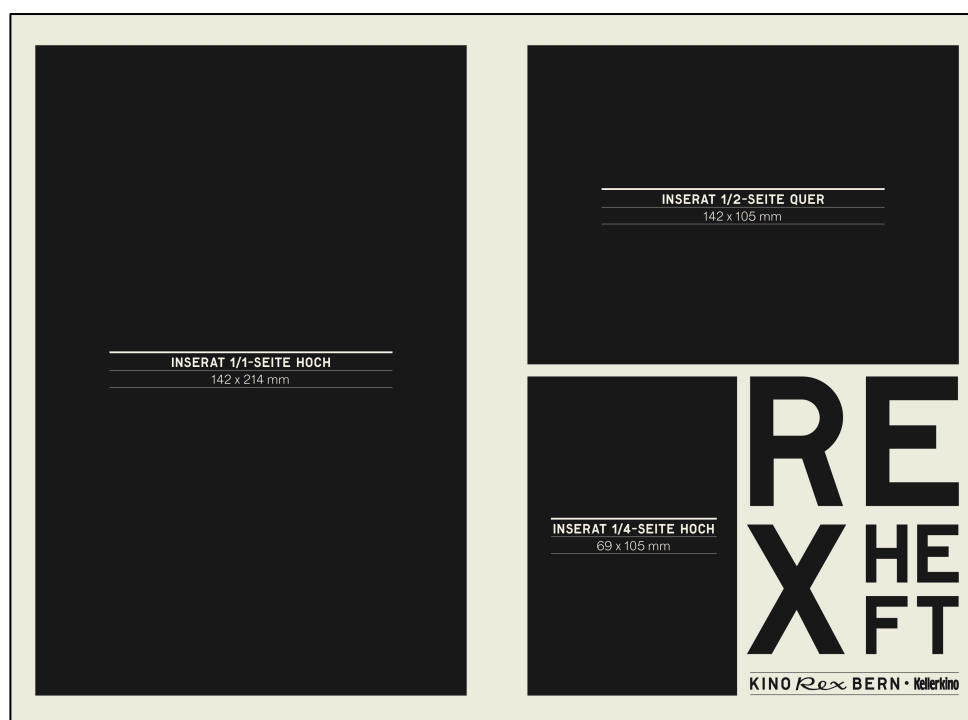 INSERAT 1/1-SEITE HOCH
142 x 214 mm
INSERAT 1/2-SEITE QUER
142 x 105 mm
INSERAT 1/4-SEITE HOCH
69 x 105 mm
RE
X HE
FT
KINO Rex BERN • Kellerkino